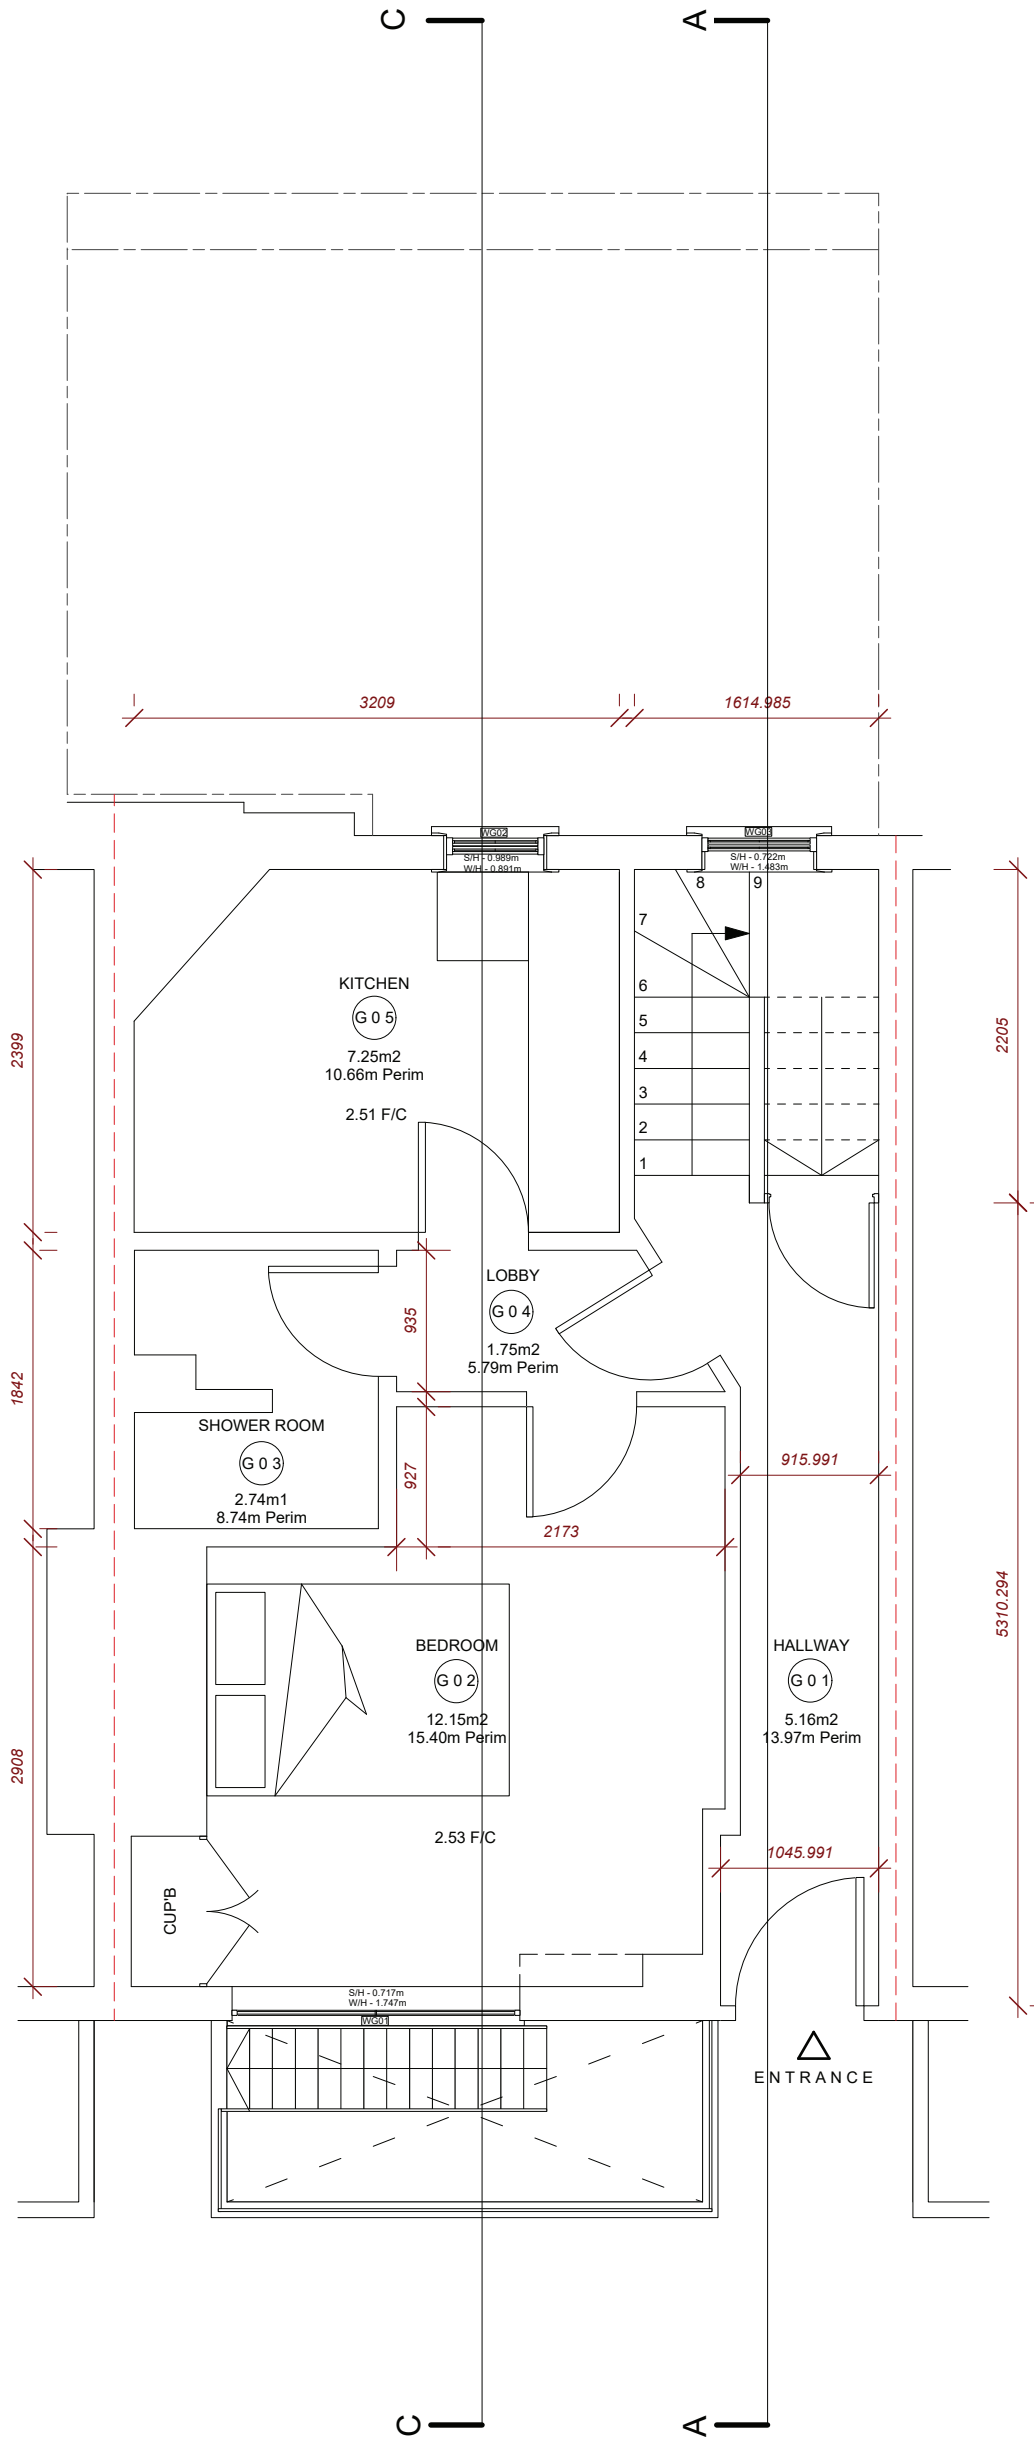 C
A
3209
1614.985
WG02
S/H - 0.989m
W/H - 0.891m
WG03
S/H - 0.722m
W/H - 1.483m
8
9
7
6
5
4
3
2
1
KITCHEN
G 0 5
7.25m2
10.66m Perim
2.51 F/C
2399
2205
LOBBY
G 0 4
1.75m2
5.79m Perim
935
1842
SHOWER ROOM
G 0 3
2.74m1
8.74m Perim
927
915.991
2173
5310.294
BEDROOM
G 0 2
12.15m2
15.40m Perim
HALLWAY
G 0 1
5.16m2
13.97m Perim
2908
2.53 F/C
1045.991
CUP'B
S/H - 0.717m
W/H - 1.747m
WG01
ENTRANCE
C
A